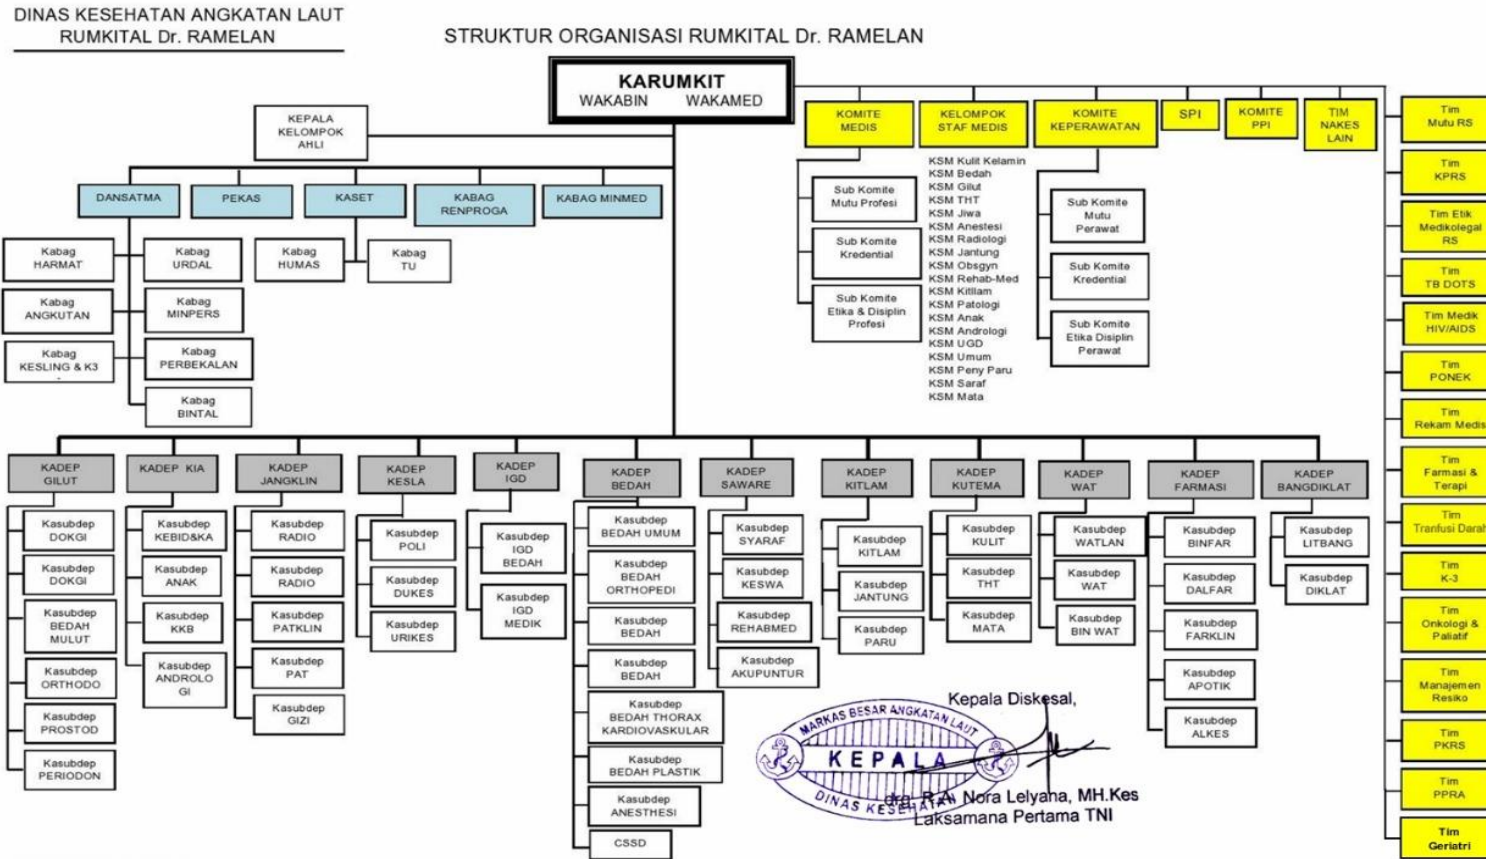 DINAS KESEHATAN ANGKATAN LAUT
RUMKITAL Dr. RAMELAN
STRUKTUR ORGANISASI RUMKITAL Dr. RAMELAN
KARUMKIT
WAKABIN WAKAMED
KEPALA
KELOMPOK
AHLI
KOMITE
MEDIS
KELOMPOK
STAF MEDIS
KOMITE
KEPERAWATAN
SPI
KOMITE
PPI
TIM
NAKES
LAIN
DANSATMA
PEKAS
KASET
KABAG
RENPROGA
KABAG MINMED
Kabag
HARMAT
Kabag
URDAL
Kabag
ANGKUTAN
Kabag
MINPERS
Kabag
KESLING & K3
Kabag
PERBEKALAN
Kabag
BINTAL
Kabag
HUMAS
Kabag
TU
Sub Komite
Mutu Profesi
Sub Komite
Kredential
Sub Komite
Etika & Disiplin
Profesi
KSM Kulit Kelamin
KSM Bedah
KSM Gilut
KSM THT
KSM Jiwa
KSM Anestesi
KSM Radiologi
KSM Jantung
KSM Obsgyn
KSM Rehab-Med
KSM Kitllam
KSM Patologi
KSM Anak
KSM Andrologi
KSM UGD
KSM Umum
KSM Peny Paru
KSM Saraf
KSM Mata
Sub Komite
Mutu
Perawat
Sub Komite
Kredential
Sub Komite
Etika Disiplin
Perawat
Tim
Mutu RS
Tim
KPRS
Tim Etik
Medikolegal
RS
Tim
TB DOTS
Tim Medik
HIV/AIDS
Tim
PONEK
Tim
Rekam Medis
Tim
Farmasi &
Terapi
Tim
Tranfusi Darah
Tim
K-3
Tim
Onkologi &
Paliatif
Tim
Manajemen
Resiko
Tim
PKRS
Tim
PPRA
Tim
Geriatri
KADEP
GILUT
Kasubdep
DOKGI
Kasubdep
DOKGI
Kasubdep
BEDAH
MULUT
Kasubdep
ORTHODO
Kasubdep
PROSTOD
Kasubdep
PERIODON
KADEP KIA
Kasubdep
KEBID&KA
Kasubdep
ANAK
Kasubdep
KKB
Kasubdep
ANDROLO
GI
KADEP
JANGKLIN
Kasubdep
RADIO
Kasubdep
RADIO
Kasubdep
PATKLIN
Kasubdep
PAT
Kasubdep
GIZI
KADEP
KESLA
Kasubdep
POLI
Kasubdep
DUKES
Kasubdep
URIKES
KADEP
IGD
Kasubdep
IGD
BEDAH
Kasubdep
IGD
MEDIK
KADEP
BEDAH
Kasubdep
BEDAH UMUM
Kasubdep
BEDAH
ORTHOPEDI
Kasubdep
BEDAH
Kasubdep
BEDAH
Kasubdep
BEDAH THORAX
KARDIOVASKULAR
Kasubdep
BEDAH PLASTIK
Kasubdep
ANESTHESI
CSSD
KADEP
SAWARE
Kasubdep
SYARAF
Kasubdep
KESWA
Kasubdep
REHABMED
Kasubdep
AKUPUNTUR
KADEP
KITLAM
Kasubdep
KITLAM
Kasubdep
JANTUNG
Kasubdep
PARU
KADEP
KUTEMA
Kasubdep
KULIT
Kasubdep
THT
Kasubdep
MATA
KADEP
WAT
Kasubdep
WATLAN
Kasubdep
WAT
Kasubdep
BIN WAT
KADEP
FARMASI
Kasubdep
BINFAR
Kasubdep
DALFAR
Kasubdep
FARKLIN
Kasubdep
APOTIK
Kalsubdep
ALKES
KADEP
BANGDIKLAT
Kasubdep
LITBANG
Kasubdep
DIKLAT
Kepala Diskesal,
MARKAS BESAR ANGKATAN LAUT
KEPALA
DINAS KESEHATAN
drg. R.A. Nora Lelyana, MH.Kes
Laksamana Pertama TNI